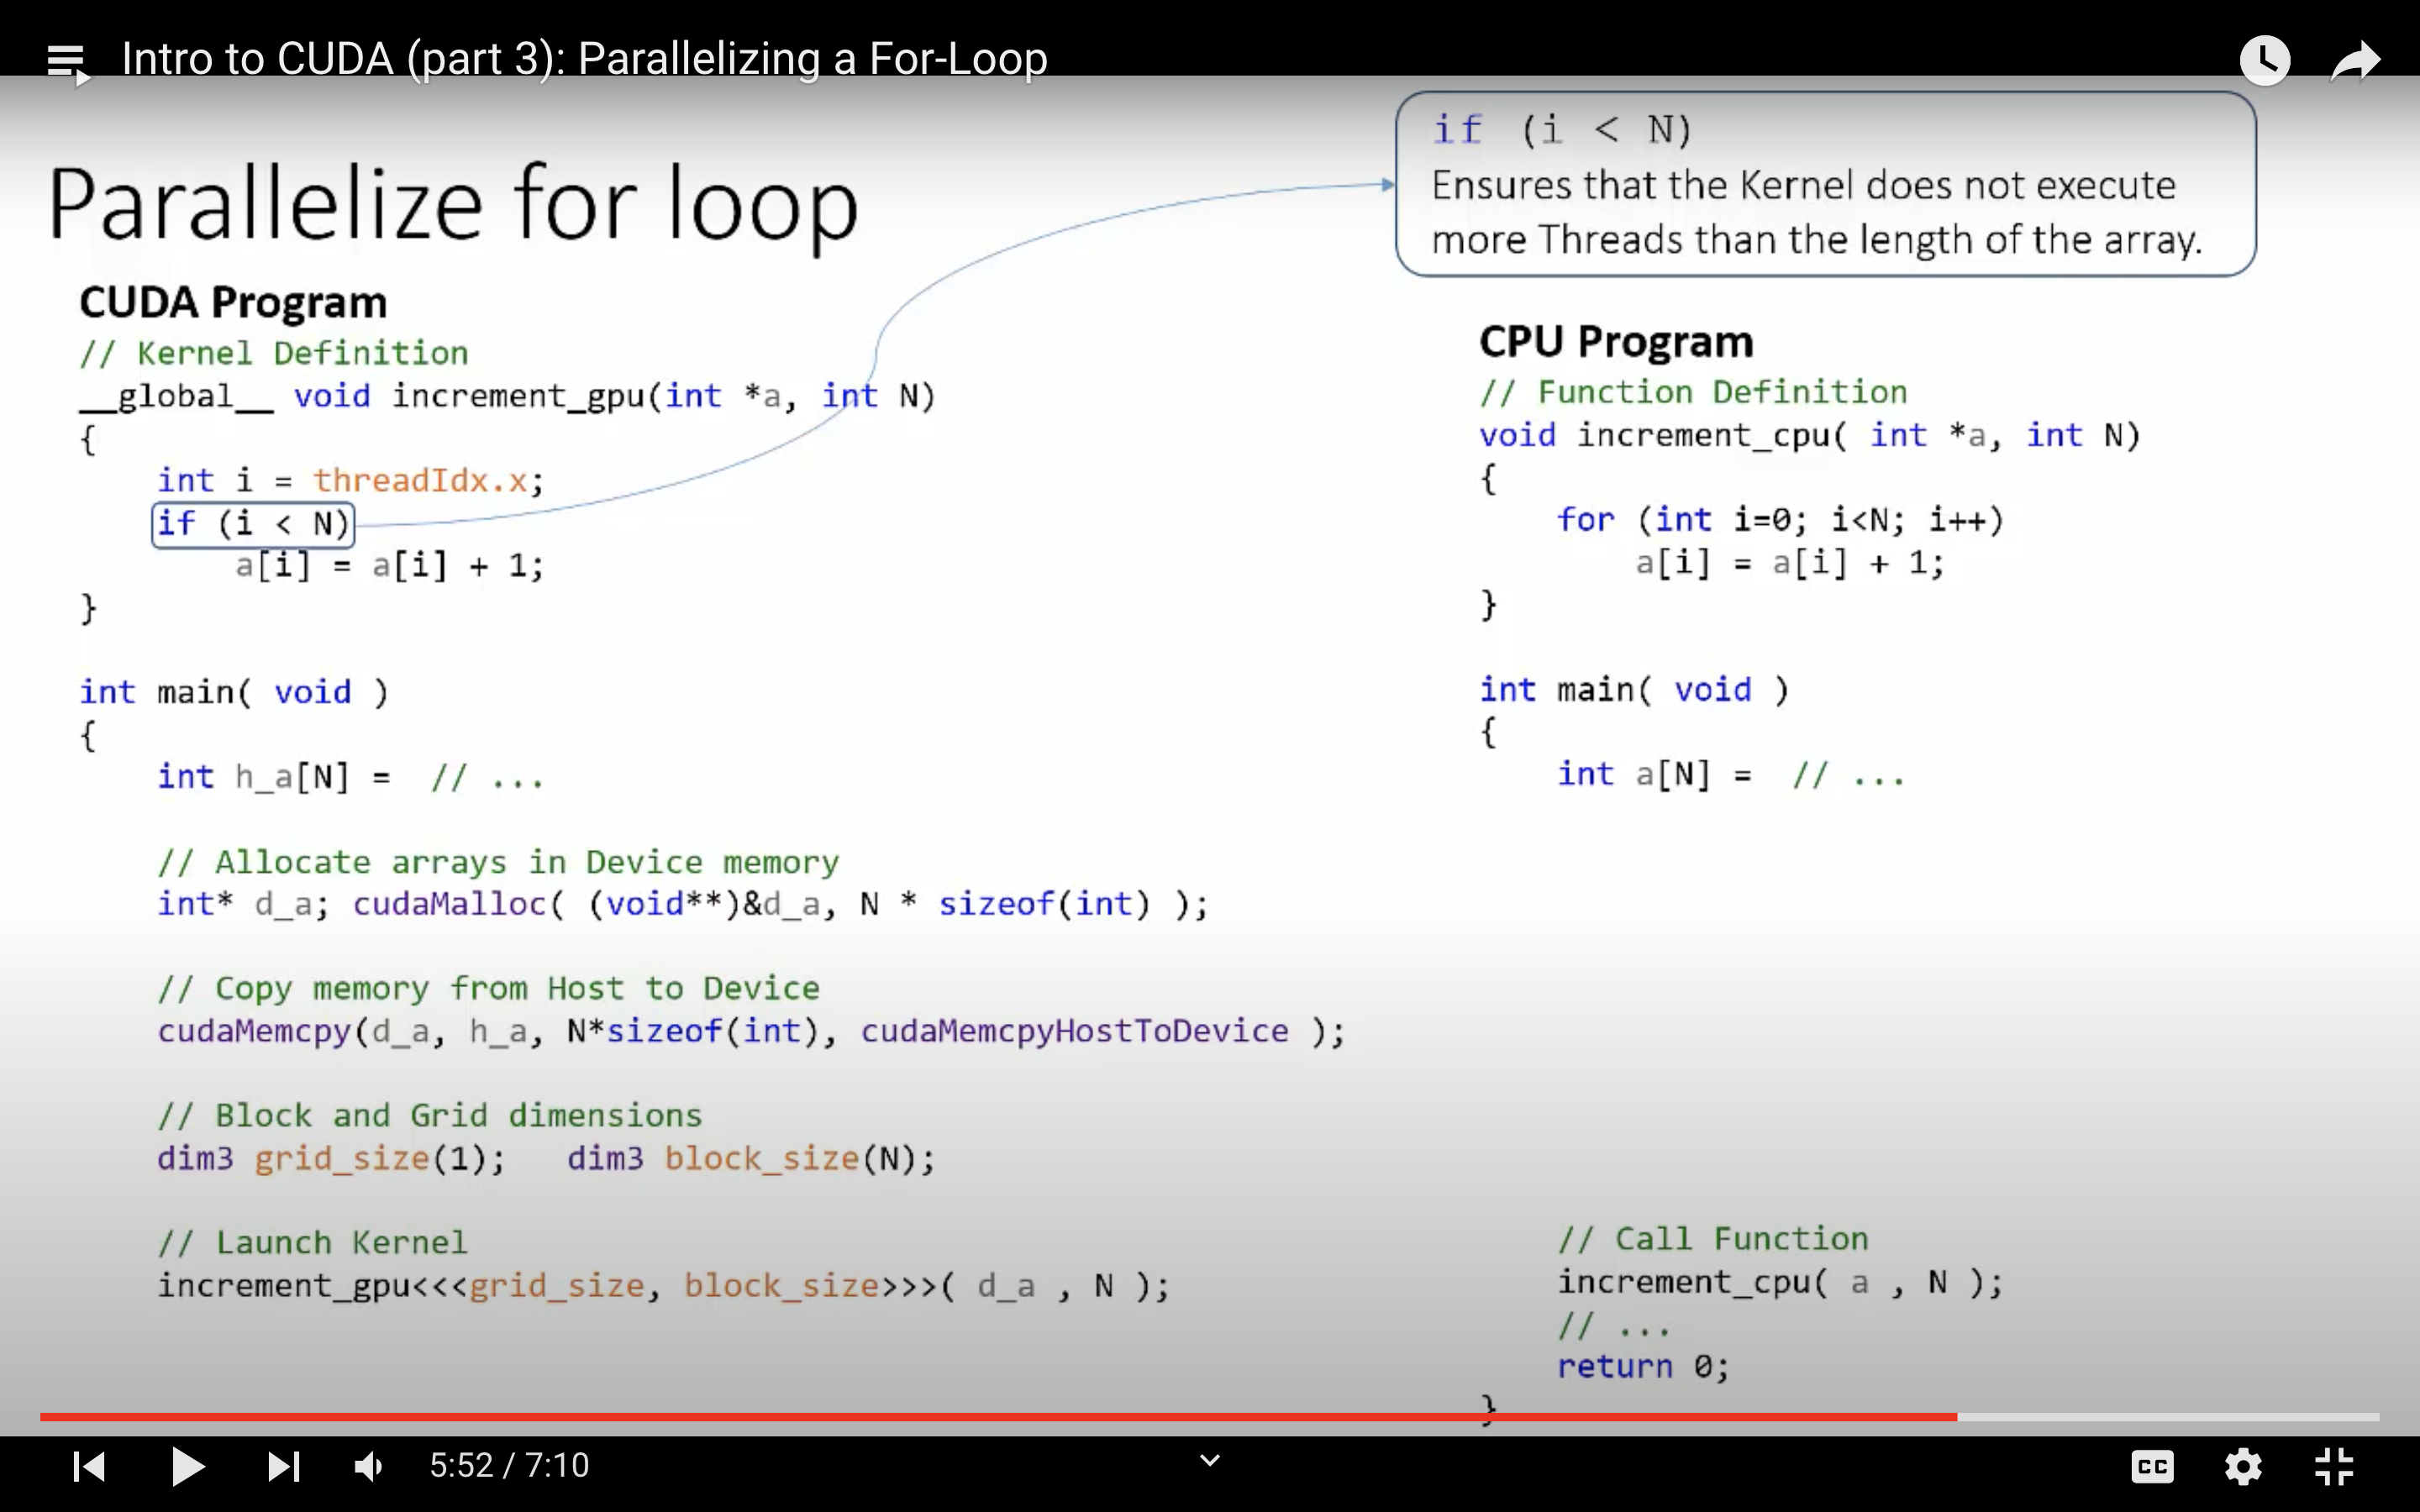 Intro to CUDA (part 3): Parallelizing a For-Loop
if (i < N)
Ensures that the Kernel does not execute
more Threads than the length of the array.
Parallelize for loop
CUDA Program
// Kernel Definition
__global__ void increment_gpu(int *a, int N)
{
    int i = threadIdx.x;
    if (i < N)
        a[i] = a[i] + 1;
}
int main( void )
{
    int h_a[N] =  // ...
    // Allocate arrays in Device memory
    int* d_a; cudaMalloc( (void**)&d_a, N * sizeof(int) );
    // Copy memory from Host to Device
    cudaMemcpy(d_a, h_a, N*sizeof(int), cudaMemcpyHostToDevice );
    // Block and Grid dimensions
    dim3 grid_size(1);   dim3 block_size(N);
    // Launch Kernel
    increment_gpu<<<grid_size, block_size>>>( d_a , N );
CPU Program
// Function Definition
void increment_cpu( int *a, int N)
{
    for (int i=0; i<N; i++)
        a[i] = a[i] + 1;
}
int main( void )
{
    int a[N] =  // ...
    // Call Function
    increment_cpu( a , N );
    // ...
    return 0;
}
5:52 / 7:10
CC